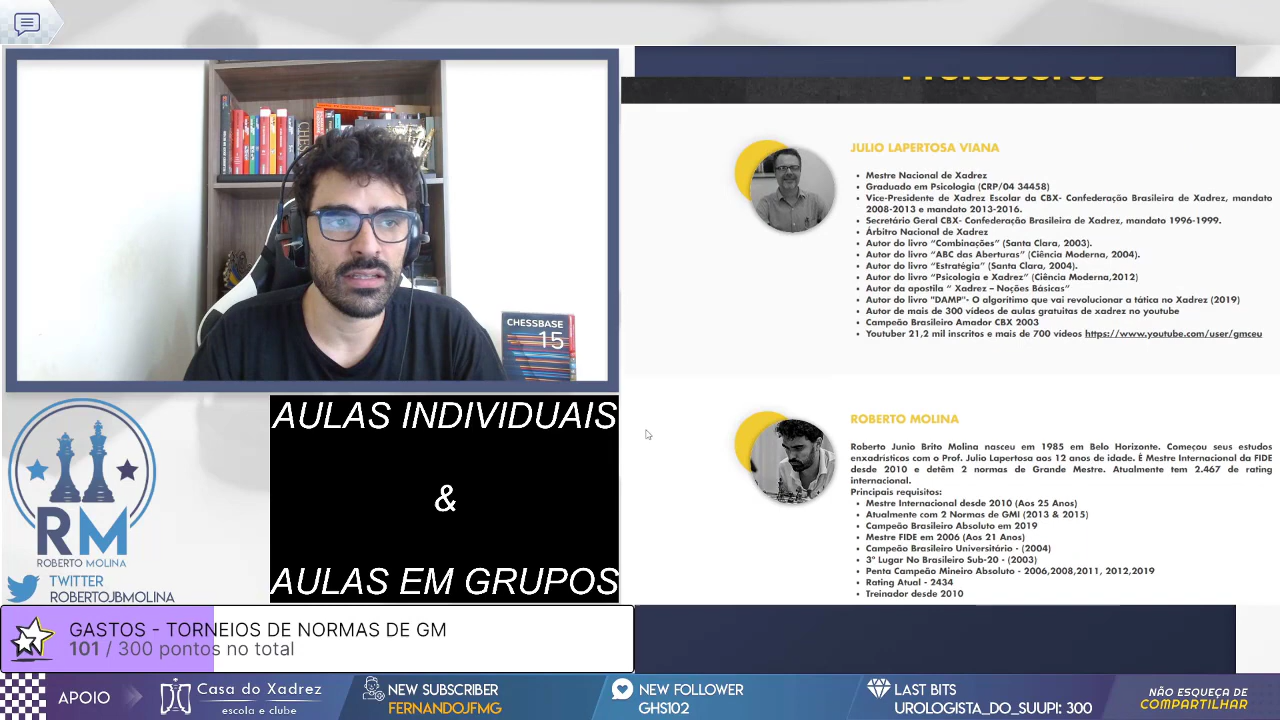 Professores
JULIO LAPERTOSA VIANA
• Mestre Nacional de Xadrez
• Graduado em Psicologia (CRP/04 34458)
• Vice-Presidente de Xadrez Escolar da CBX- Confederação Brasileira de Xadrez, mandato
2008-2013 e mandato 2013-2016.
• Secretário Geral CBX- Confederação Brasileira de Xadrez, mandato 1996-1999.
• Árbitro Nacional de Xadrez
• Autor do livro “Combinações” (Santa Clara, 2003).
• Autor do livro “ABC das Aberturas” (Ciência Moderna, 2004).
• Autor do livro “Estratégia” (Santa Clara, 2004).
• Autor do livro “Psicologia e Xadrez” (Ciência Moderna,2012)
• Autor da apostila “ Xadrez – Noções Básicas”
• Autor do livro "DAMP"- O algorítimo que vai revolucionar a tática no Xadrez (2019)
• Autor de mais de 300 vídeos de aulas gratuitas de xadrez no youtube
• Campeão Brasileiro Amador CBX 2003
• Youtuber 21,2 mil inscritos e mais de 700 vídeos https://www.youtube.com/user/gmceu
CHESSBASE
15
ROBERTO MOLINA
Roberto Junio Brito Molina nasceu em 1985 em Belo Horizonte. Começou seus estudos
enxadrísticos com o Prof. Julio Lapertosa aos 12 anos de idade. É Mestre Internacional da FIDE
desde 2010 e detêm 2 normas de Grande Mestre. Atualmente tem 2.467 de rating
internacional.
Principais requisitos:
• Mestre Internacional desde 2010 (Aos 25 Anos)
• Atualmente com 2 Normas de GMI (2013 & 2015)
• Campeão Brasileiro Absoluto em 2019
• Mestre FIDE em 2006 (Aos 21 Anos)
• Campeão Brasileiro Universitário - (2004)
• 3º Lugar No Brasileiro Sub-20 - (2003)
• Penta Campeão Mineiro Absoluto - 2006,2008,2011, 2012,2019
• Rating Atual - 2434
• Treinador desde 2010
AULAS INDIVIDUAIS
&
AULAS EM GRUPOS
RM
ROBERTO MOLINA
TWITTER
ROBERTOJBMOLINA
GASTOS - TORNEIOS DE NORMAS DE GM
101 / 300 pontos no total
APOIO
Casa do Xadrez
escola e clube
NEW SUBSCRIBER
FERNANDOJFMG
NEW FOLLOWER
GHS102
LAST BITS
UROLOGISTA_DO_SUUPI: 300
NÃO ESQUEÇA DE
COMPARTILHAR